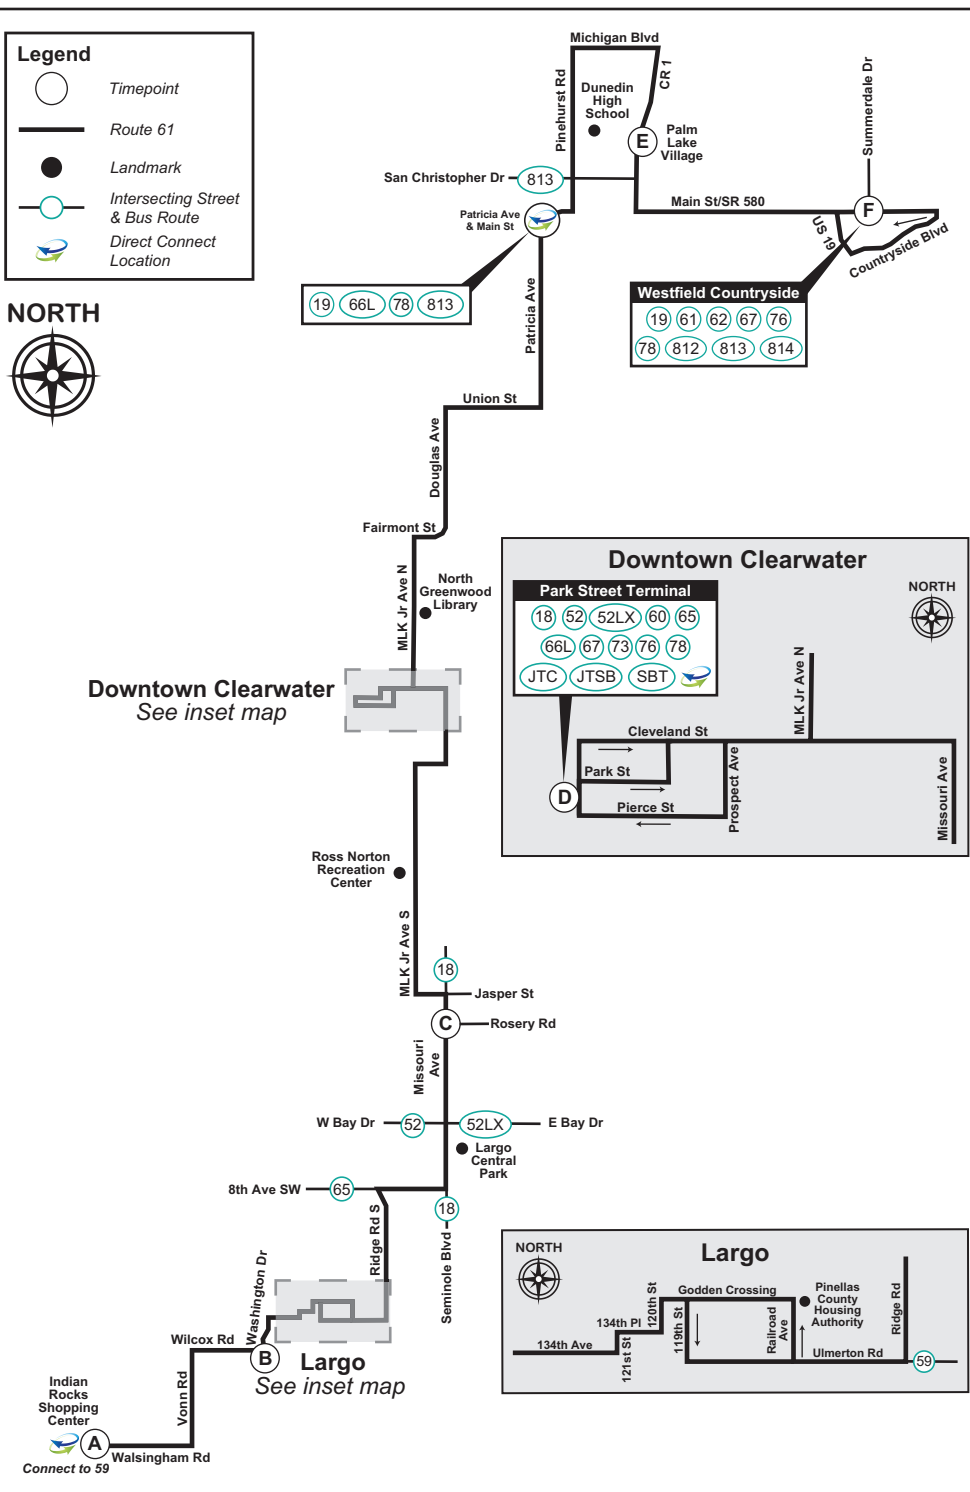 Legend
Timepoint
Route 61
Landmark
Intersecting Street
& Bus Route
Direct Connect
Location
NORTH
Michigan Blvd
CR 1
Pinehurst Rd
Dunedin
High
School
E
Palm
Lake
Village
Summerdale Dr
San Christopher Dr
813
Main St/SR 580
F
US 19
Countryside Blvd
Patricia Ave
& Main St
19
66L
78
813
Patricia Ave
Westfield Countryside
19
61
62
67
76
78
812
813
814
Union St
Douglas Ave
Fairmont St
MLK Jr Ave N
North
Greenwood
Library
Downtown Clearwater
See inset map
Downtown Clearwater
NORTH
Park Street Terminal
18
52
52LX
60
65
66L
67
73
76
78
JTC
JTSB
SBT
MLK Jr Ave N
Cleveland St
Park St
D
Pierce St
Prospect Ave
Missouri Ave
Ross Norton
Recreation
Center
MLK Jr Ave S
18
Jasper St
C
Rosery Rd
Missouri
Ave
W Bay Dr
52
52LX
E Bay Dr
Largo
Central
Park
8th Ave SW
65
18
Ridge Rd S
Seminole Blvd
Washington Dr
Wilcox Rd
B
Largo
See inset map
Vonn Rd
Indian
Rocks
Shopping
Center
A
Walsingham Rd
Connect to 59
NORTH
Largo
Godden Crossing
Pinellas
County
Housing
Authority
120th St
134th Pl
119th St
134th Ave
121st St
Railroad
Ave
Ulmerton Rd
Ridge Rd
59